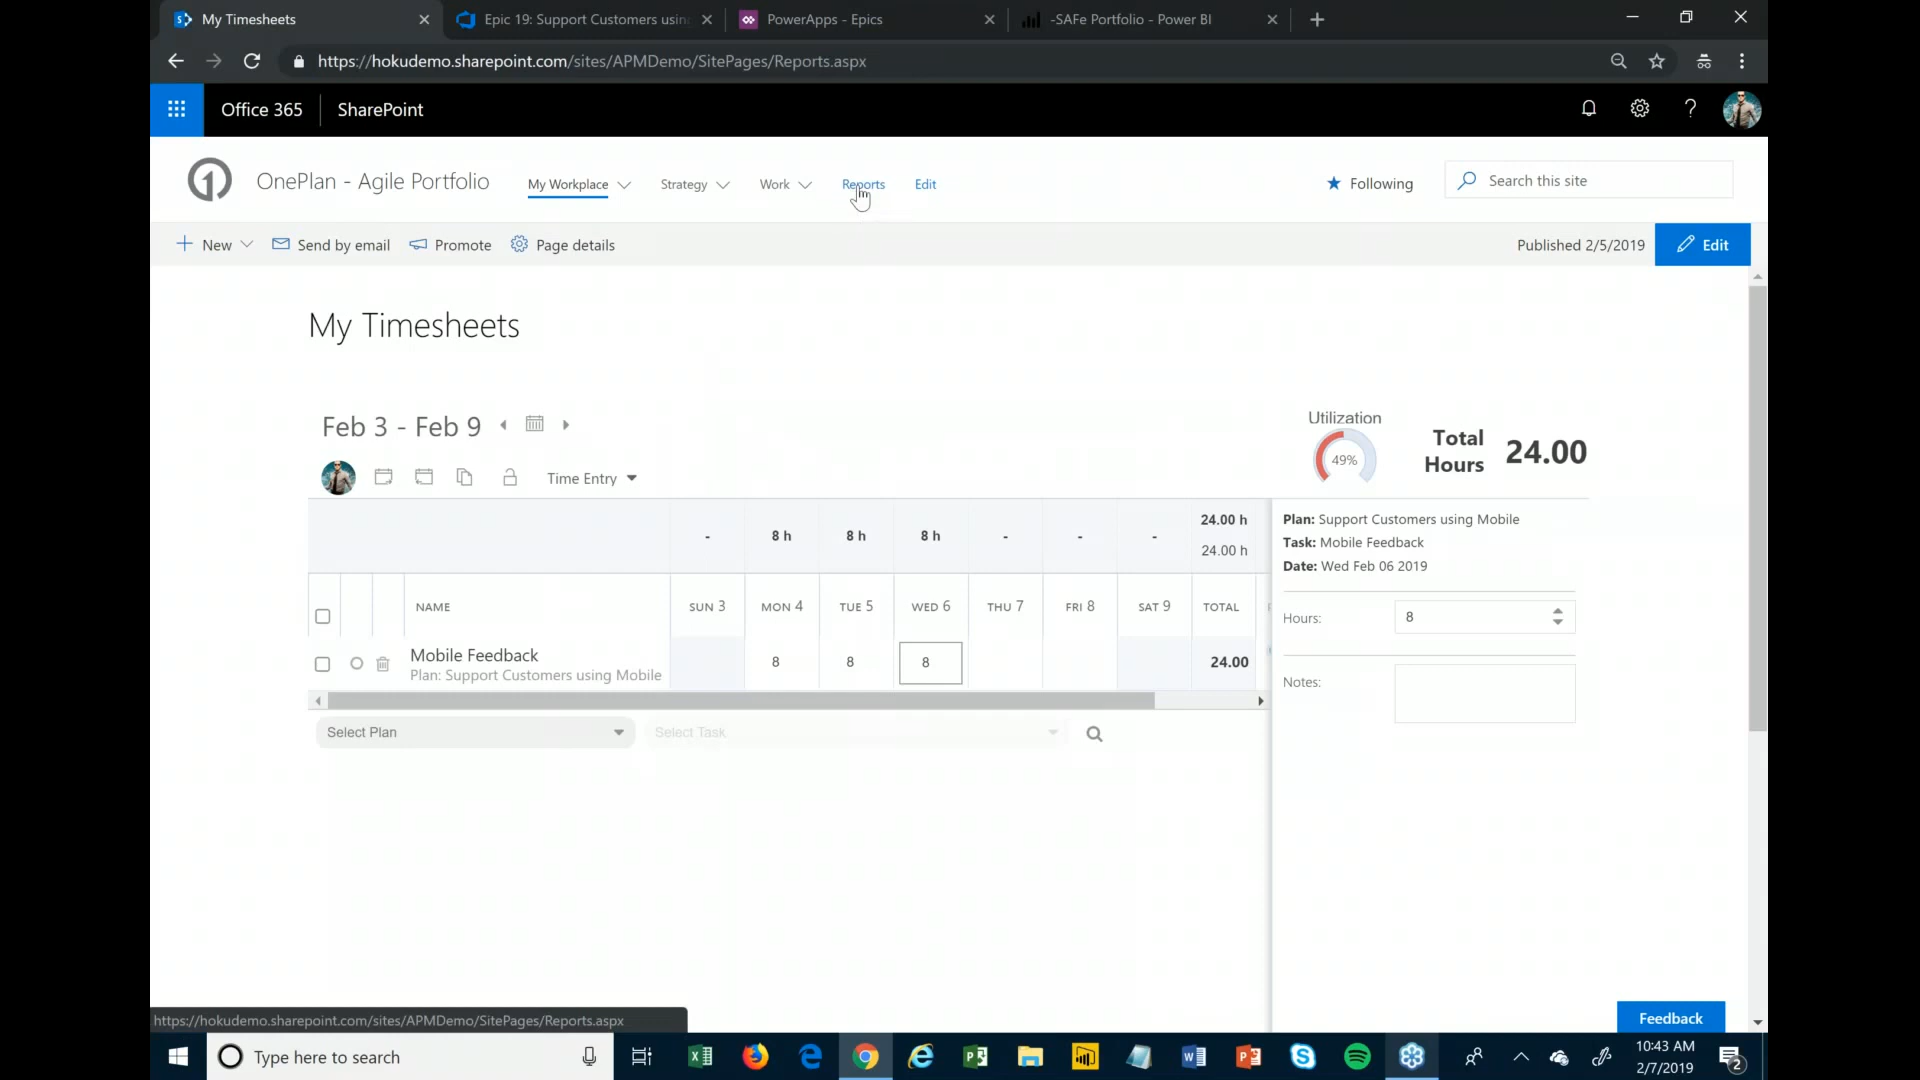 My Timesheets
Epic 19: Support Customers usin
PowerApps - Epics
-SAFe Portfolio - Power BI
https://hokudemo.sharepoint.com/sites/APMDemo/SitePages/Reports.aspx
Office 365
SharePoint
OnePlan - Agile Portfolio
My Workplace
Strategy
Work
Reports
Edit
Following
Search this site
New
Send by email
Promote
Page details
Published 2/5/2019
Edit
My Timesheets
Feb 3 - Feb 9
Utilization
49%
Total Hours
24.00
Time Entry
- 8 h 8 h 8 h - - - 24.00 h
24.00 h
NAME SUN 3 MON 4 TUE 5 WED 6 THU 7 FRI 8 SAT 9 TOTAL
Mobile Feedback 8 8 8 24.00
Plan: Support Customers using Mobile
Select Plan
Select Task
Plan: Support Customers using Mobile
Task: Mobile Feedback
Date: Wed Feb 06 2019
Hours: 8
Notes:
Feedback
https://hokudemo.sharepoint.com/sites/APMDemo/SitePages/Reports.aspx
Type here to search
10:43 AM
2/7/2019
2